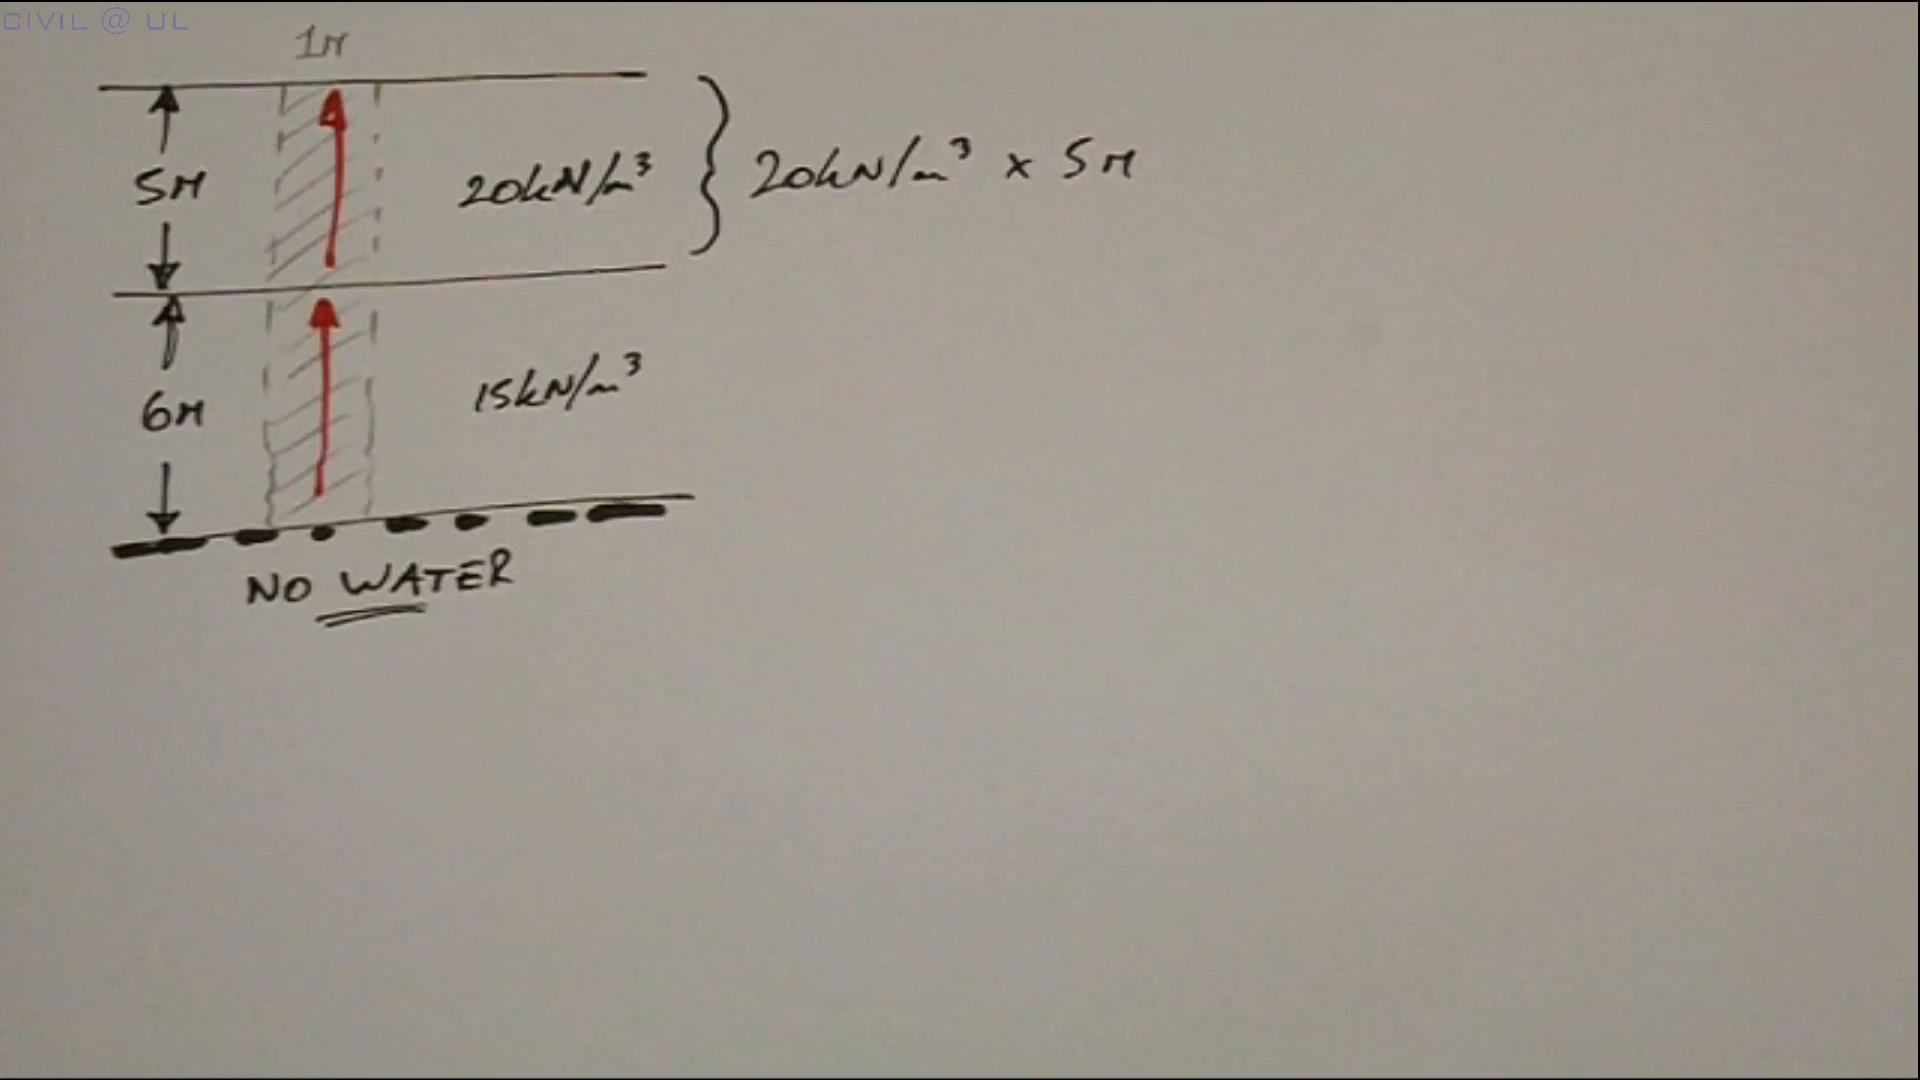 CIVIL @ UL
1M
5M
20kN/m³ } 20kN/m³ x 5M
6M
15kN/m³
NO WATER